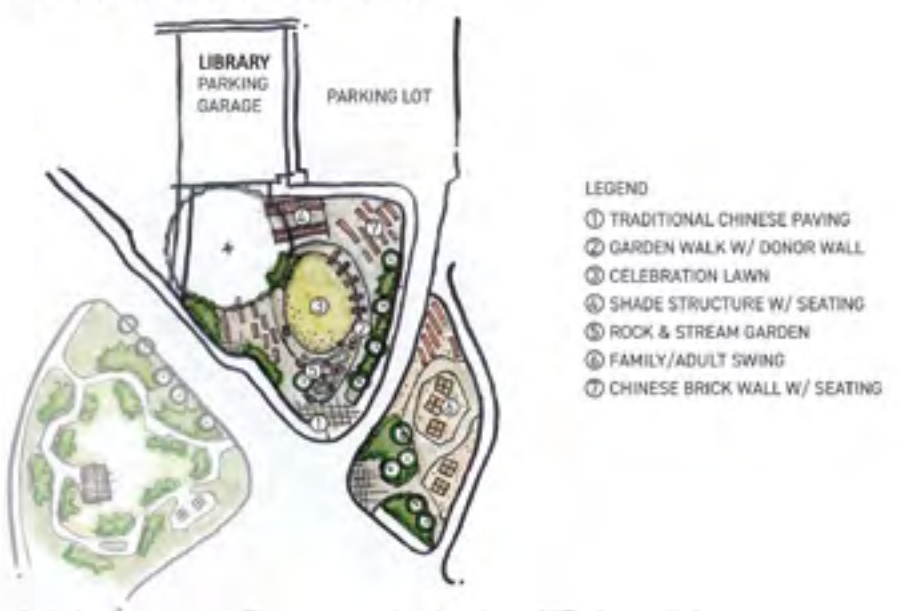 LIBRARY
PARKING
GARAGE
PARKING LOT
LEGEND
① TRADITIONAL CHINESE PAVING
② GARDEN WALK W/ DONOR WALL
③ CELEBRATION LAWN
④ SHADE STRUCTURE W/ SEATING
⑤ ROCK & STREAM GARDEN
⑥ FAMILY/ADULT SWING
⑦ CHINESE BRICK WALL W/ SEATING